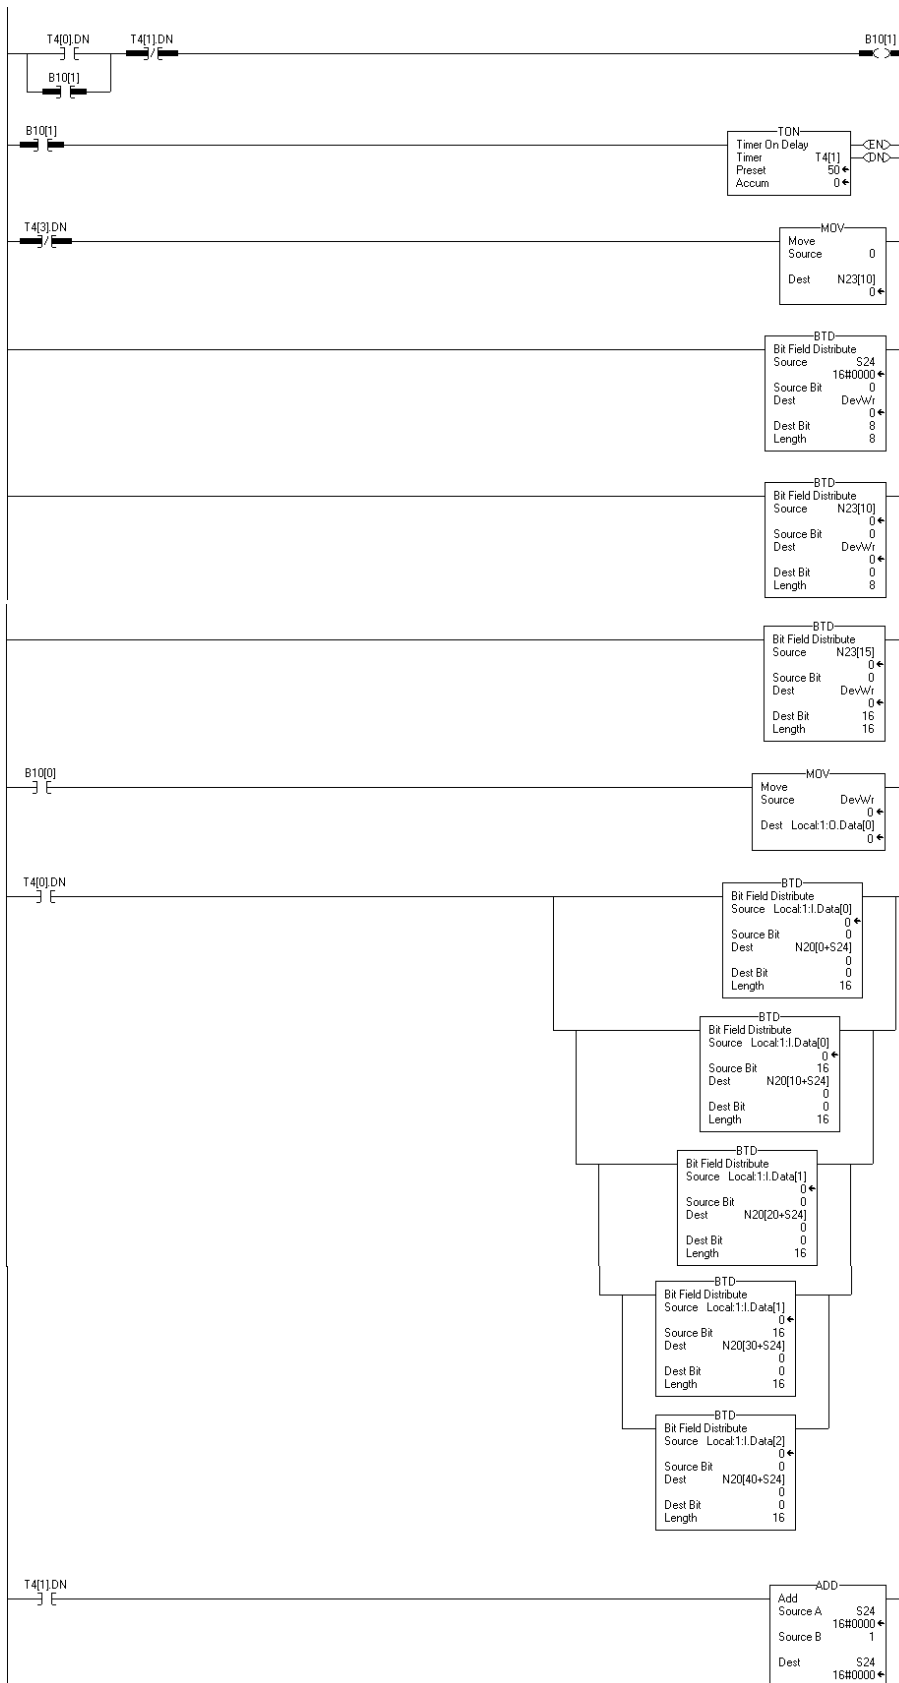 T4[0].DN T4[1].DN B10[1]
B10[1]
B10[1] TON
Timer On Delay EN
Timer T4[1] DN
Preset 50
Accum 0
T4[3].DN MOV
Move
Source 0
Dest N23[10]
0
BTD
Bit Field Distribute
Source S24
16#0000
Source Bit 0
Dest DevWr
0
Dest Bit 8
Length 8
BTD
Bit Field Distribute
Source N23[10]
0
Source Bit 0
Dest DevWr
0
Dest Bit 0
Length 8
BTD
Bit Field Distribute
Source N23[15]
0
Source Bit 0
Dest DevWr
0
Dest Bit 16
Length 16
B10[0] MOV
Move
Source DevWr
0
Dest Local:1:O.Data[0]
0
T4[0].DN BTD
Bit Field Distribute
Source Local:1:I.Data[0]
0
Source Bit 0
Dest N20[0+S24]
0
Dest Bit 0
Length 16
BTD
Bit Field Distribute
Source Local:1:I.Data[0]
0
Source Bit 16
Dest N20[10+S24]
0
Dest Bit 0
Length 16
BTD
Bit Field Distribute
Source Local:1:I.Data[1]
0
Source Bit 0
Dest N20[20+S24]
0
Dest Bit 0
Length 16
BTD
Bit Field Distribute
Source Local:1:I.Data[1]
0
Source Bit 16
Dest N20[30+S24]
0
Dest Bit 0
Length 16
BTD
Bit Field Distribute
Source Local:1:I.Data[2]
0
Source Bit 0
Dest N20[40+S24]
0
Dest Bit 0
Length 16
T4[1].DN ADD
Add
Source A S24
16#0000
Source B 1
Dest S24
16#0000